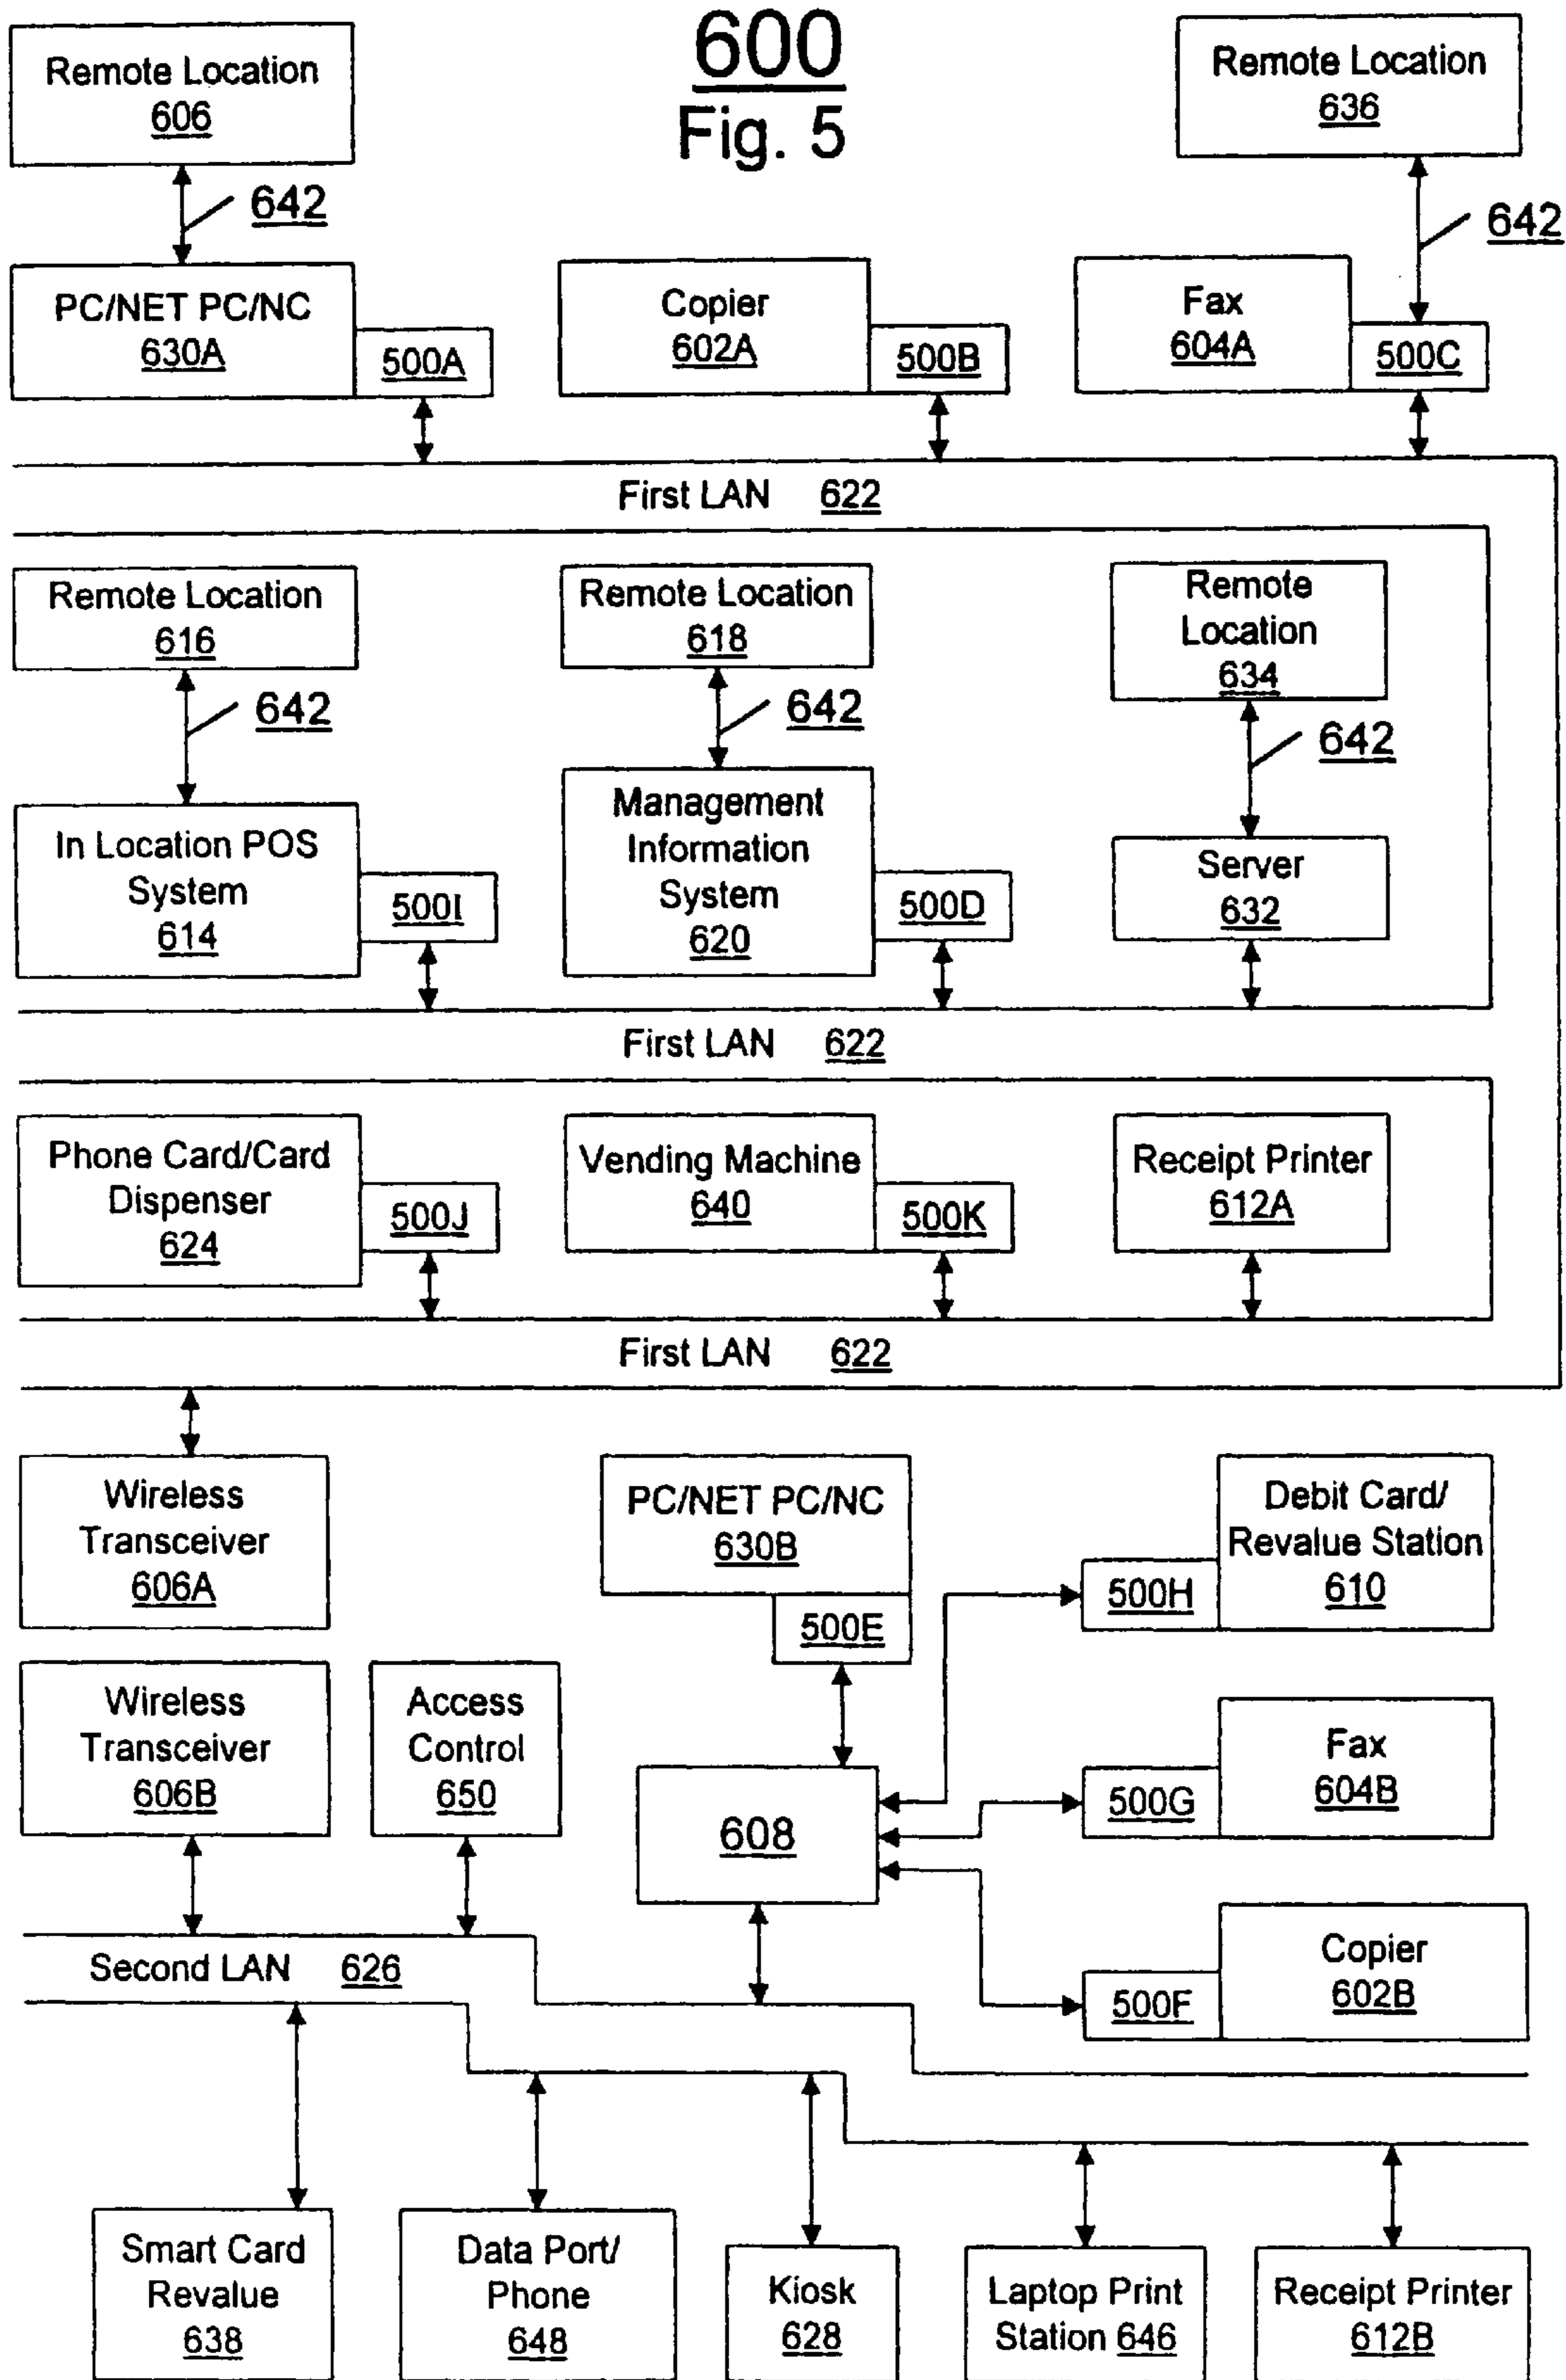 600
Fig. 5
Remote Location
606
642
Remote Location
636
642
PC/NET PC/NC
630A
500A
Copier
602A
500B
Fax
604A
500C
First LAN 622
Remote Location
616
642
Remote Location
618
642
Remote
Location
634
642
In Location POS
System
614
500I
Management
Information
System
620
500D
Server
632
First LAN 622
Phone Card/Card
Dispenser
624
500J
Vending Machine
640
500K
Receipt Printer
612A
First LAN 622
Wireless
Transceiver
606A
PC/NET PC/NC
630B
500E
Debit Card/
Revalue Station
610
500H
Wireless
Transceiver
606B
Access
Control
650
608
Fax
604B
500G
Copier
602B
500F
Second LAN 626
Smart Card
Revalue
638
Data Port/
Phone
648
Kiosk
628
Laptop Print
Station 646
Receipt Printer
612B